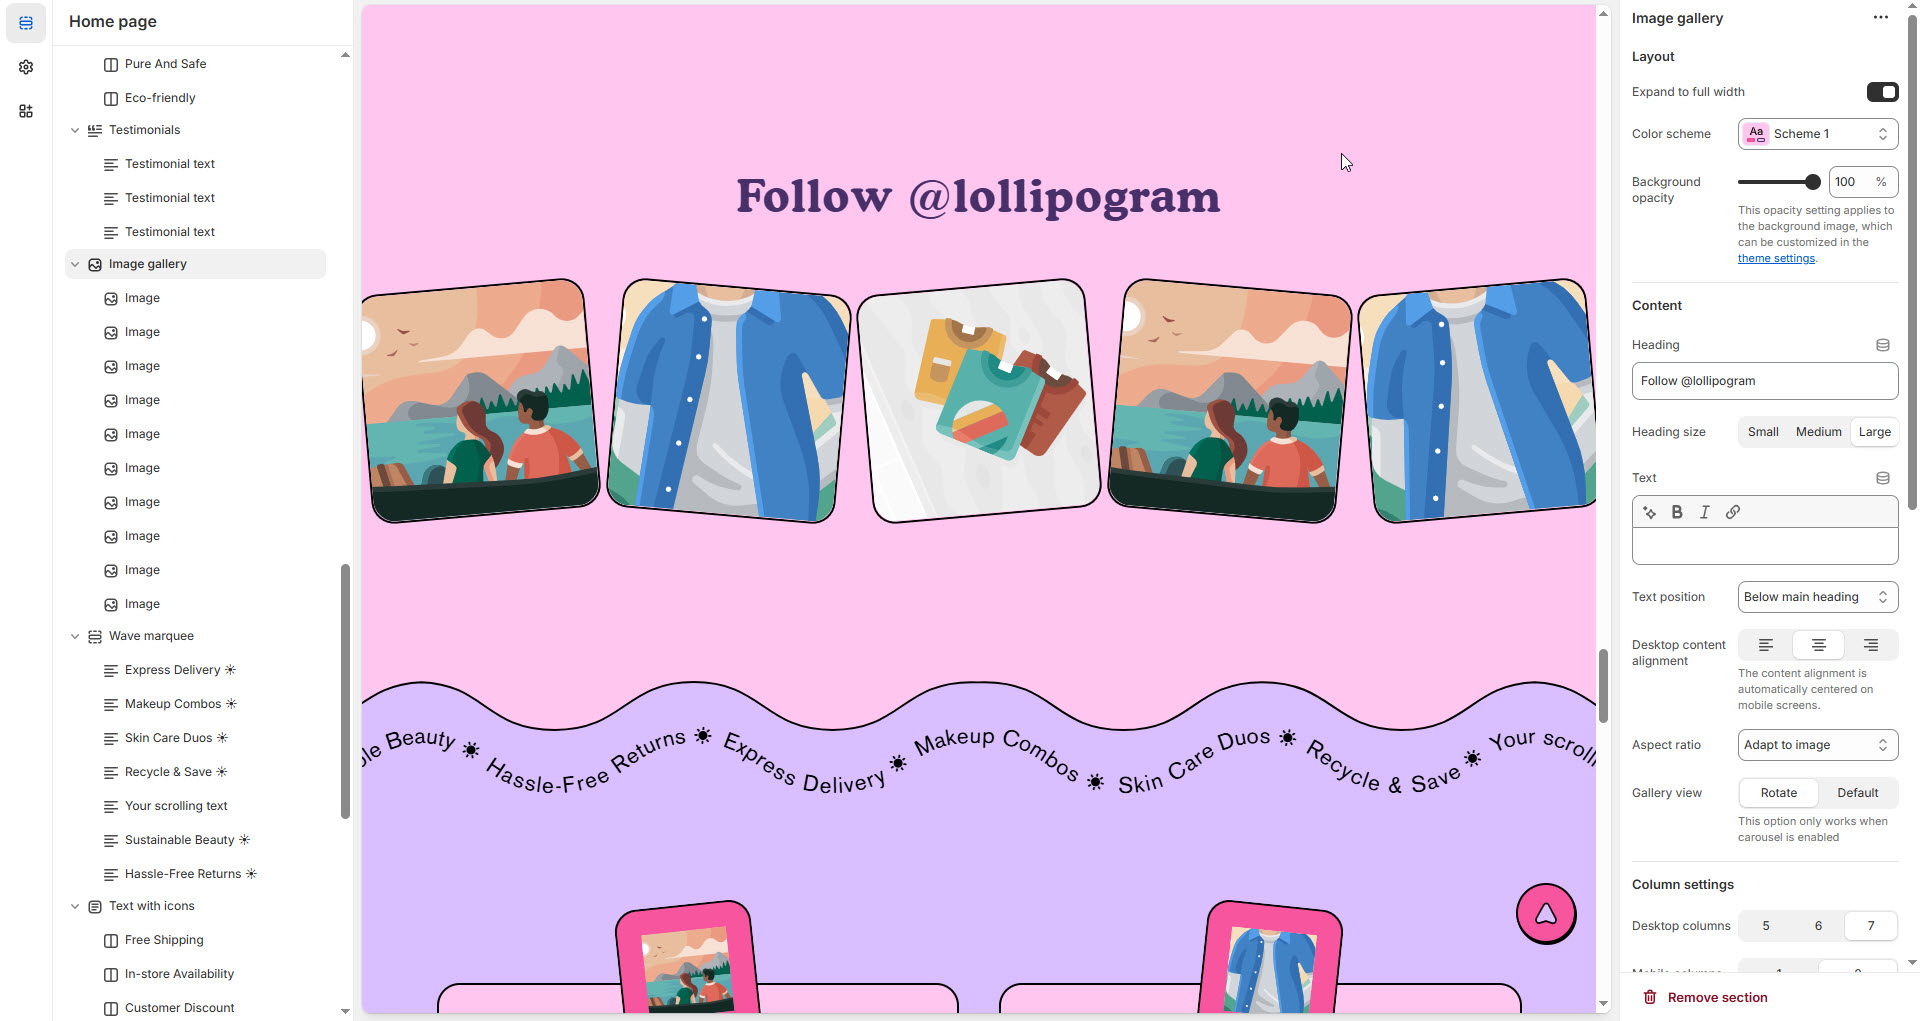 Home page
Pure And Safe
Eco-friendly
Testimonials
Testimonial text
Testimonial text
Testimonial text
Image gallery
Image
Image
Image
Image
Image
Image
Image
Image
Image
Image
Wave marquee
Express Delivery ☀
Makeup Combos ☀
Skin Care Duos ☀
Recycle & Save ☀
Your scrolling text
Sustainable Beauty ☀
Hassle-Free Returns ☀
Text with icons
Free Shipping
In-store Availability
Customer Discount
Follow @lollipogram
Beauty ☀ Hassle-Free Returns ☀ Express Delivery ☀ Makeup Combos ☀ Skin Care Duos ☀ Recycle & Save ☀ Your scroll
Image gallery
Layout
Expand to full width
Color scheme
Aa Scheme 1
Background
opacity
100 %
This opacity setting applies to
the background image, which
can be customized in the
theme settings.
Content
Heading
Follow @lollipogram
Heading size
Small Medium Large
Text
B I
Text position
Below main heading
Desktop content
alignment
The content alignment is
automatically centered on
mobile screens.
Aspect ratio
Adapt to image
Gallery view
Rotate Default
This option only works when
carousel is enabled
Column settings
Desktop columns
5 6 7
Remove section